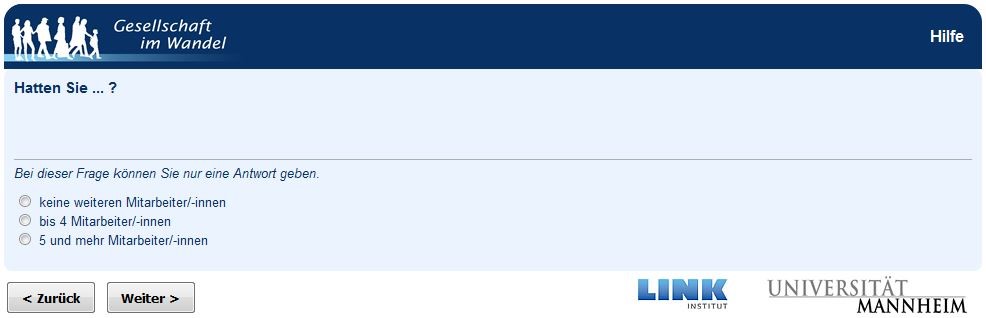 Gesellschaft
im Wandel
Hilfe
Hatten Sie ... ?
Bei dieser Frage können Sie nur eine Antwort geben.
keine weiteren Mitarbeiter/-innen
bis 4 Mitarbeiter/-innen
5 und mehr Mitarbeiter/-innen
< Zurück
Weiter >
LINK
INSTITUT
UNIVERSITÄT
MANNHEIM